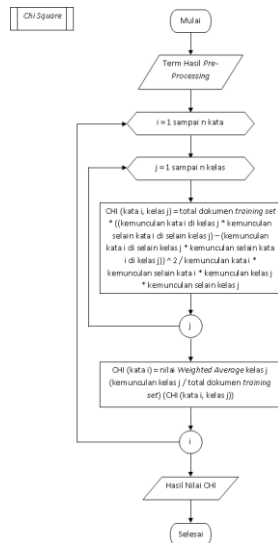 Chi Square
Mulai
Term Hasil Pre-
Processing
i = 1 sampai n kata
j = 1 sampai n kelas
CHI (kata i, kelas j) = total dokumen training set
* ((kemunculan kata i di kelas j * kemunculan
selain kata i di selain kelas j) – (kemunculan
kata i di selain kelas j * kemunculan selain kata
i di kelas j)) ^ 2 / kemunculan kata i *
kemunculan selain kata i * kemunculan kelas j
* kemunculan selain kelas j
j
CHI (kata i) = nilai Weighted Average kelas j
(kemunculan kelas j / total dokumen training
set) (CHI (kata i, kelas j))
i
Hasil Nilai CHI
Selesai